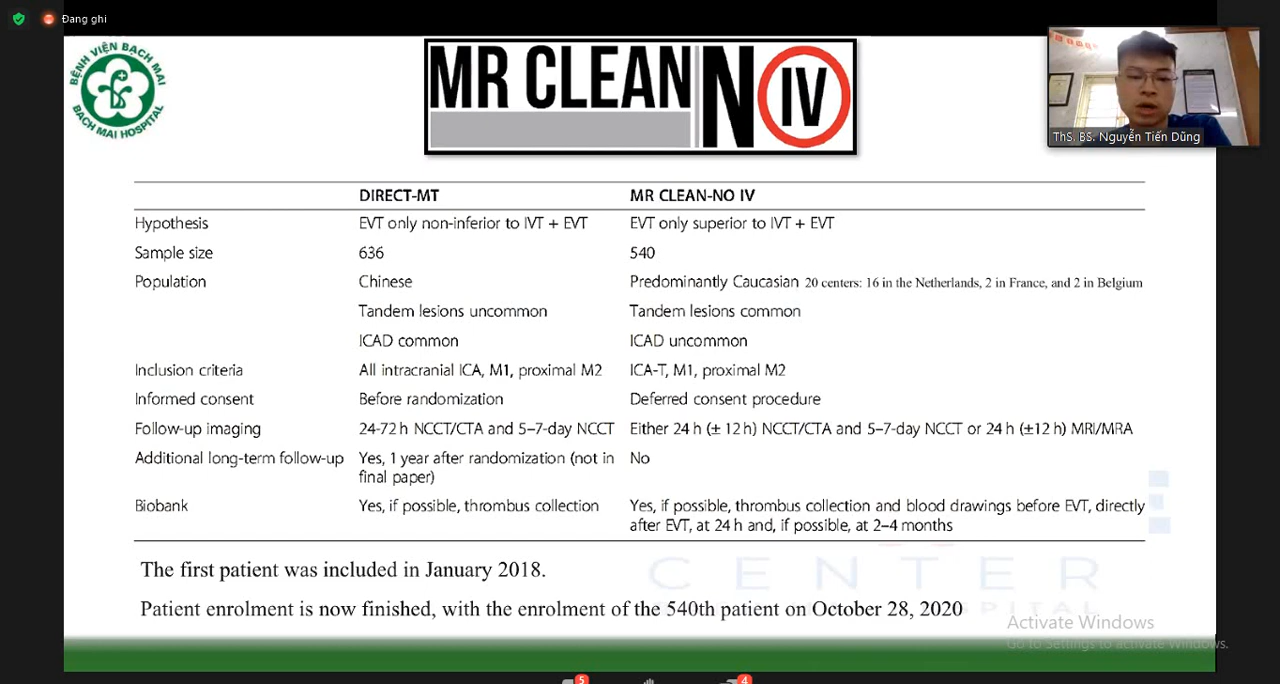 Đang ghi
BỆNH VIỆN BẠCH MAI
BACH MAI HOSPITAL
MR CLEAN NO IV
ThS. BS. Nguyễn Tiến Dũng
DIRECT-MT MR CLEAN-NO IV
Hypothesis EVT only non-inferior to IVT + EVT EVT only superior to IVT + EVT
Sample size 636 540
Population Chinese Predominantly Caucasian 20 centers: 16 in the Netherlands, 2 in France, and 2 in Belgium
Tandem lesions uncommon Tandem lesions common
ICAD common ICAD uncommon
Inclusion criteria All intracranial ICA, M1, proximal M2 ICA-T, M1, proximal M2
Informed consent Before randomization Deferred consent procedure
Follow-up imaging 24-72 h NCCT/CTA and 5–7-day NCCT Either 24 h (± 12 h) NCCT/CTA and 5–7-day NCCT or 24 h (±12 h) MRI/MRA
Additional long-term follow-up Yes, 1 year after randomization (not in No
final paper)
Biobank Yes, if possible, thrombus collection Yes, if possible, thrombus collection and blood drawings before EVT, directly
after EVT, at 24 h and, if possible, at 2–4 months
The first patient was included in January 2018.
CENTER
Patient enrolment is now finished, with the enrolment of the 540th patient on October 28, 2020
Activate Windows
Go to Settings to activate Windows.
5
4